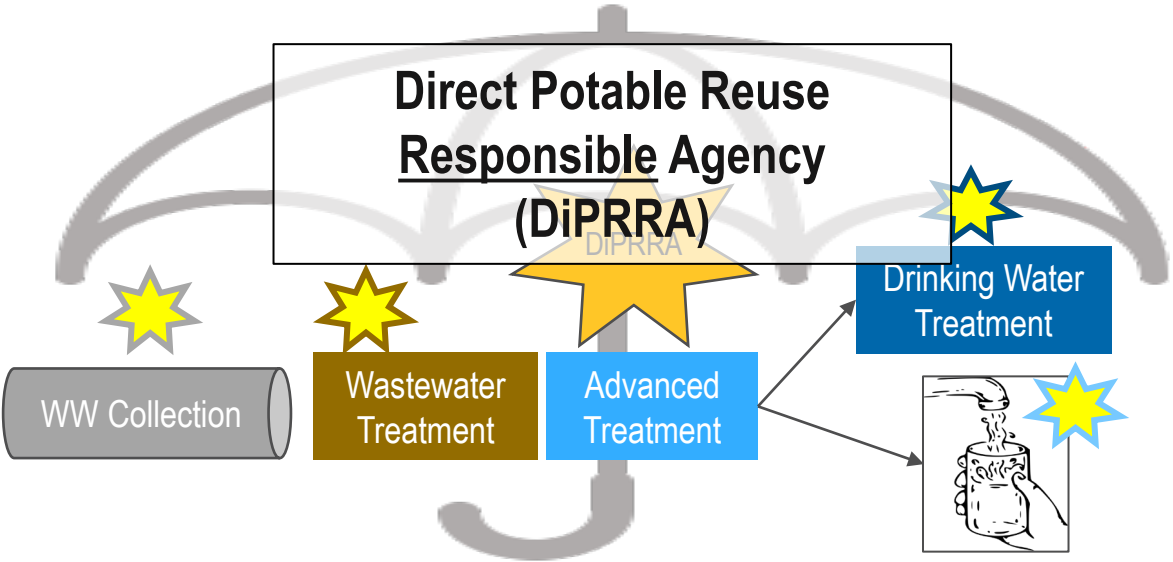 Direct Potable Reuse
Responsible Agency
(DiPRRA)
DiPRRA
Drinking Water
Treatment
WW Collection
Wastewater
Treatment
Advanced
Treatment